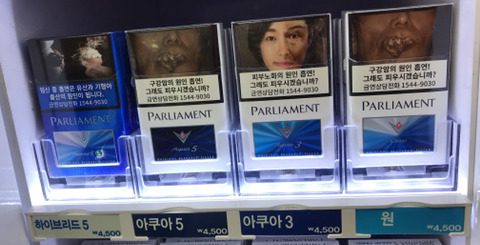 임신 중 흡연은 유산과 기형아
출산의 원인이 됩니다.
금연상담전화 1544-9030
PARLIAMENT
하이브리드 5
₩4,500
구강암의 원인 흡연!
그래도 피우시겠습니까?
금연상담전화 1544-9030
PARLIAMENT
Aqua 5
아쿠아 5
₩4,500
피부노화의 원인 흡연!
그래도 피우시겠습니까?
금연상담전화 1544-9030
PARLIAMENT
Aqua 3
아쿠아 3
₩4,500
구강암의 원인 흡연!
그래도 피우시겠습니까?
금연상담전화 1544-9030
PARLIAMENT
One
원
₩4,500